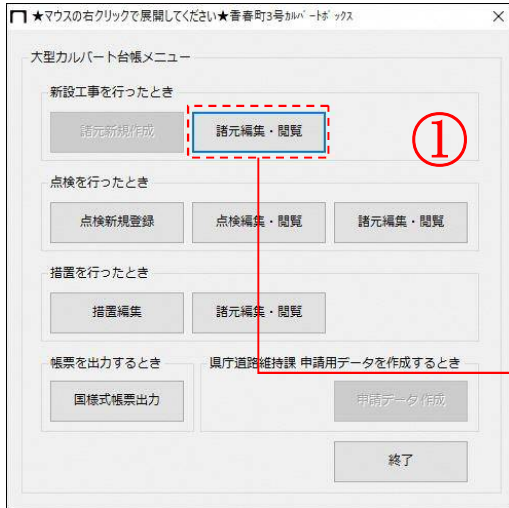 ★マウスの右クリックで展開してください★香春町3号ｶﾙﾊﾞｰﾄﾎﾞｯｸｽ
大型カルバート台帳メニュー
新設工事を行ったとき
諸元新規作成 諸元編集・閲覧
①
点検を行ったとき
点検新規登録 点検編集・閲覧 諸元編集・閲覧
措置を行ったとき
措置編集 諸元編集・閲覧
帳票を出力するとき 県庁道路維持課 申請用データを作成するとき
国様式帳票出力 申請データ作成
終了